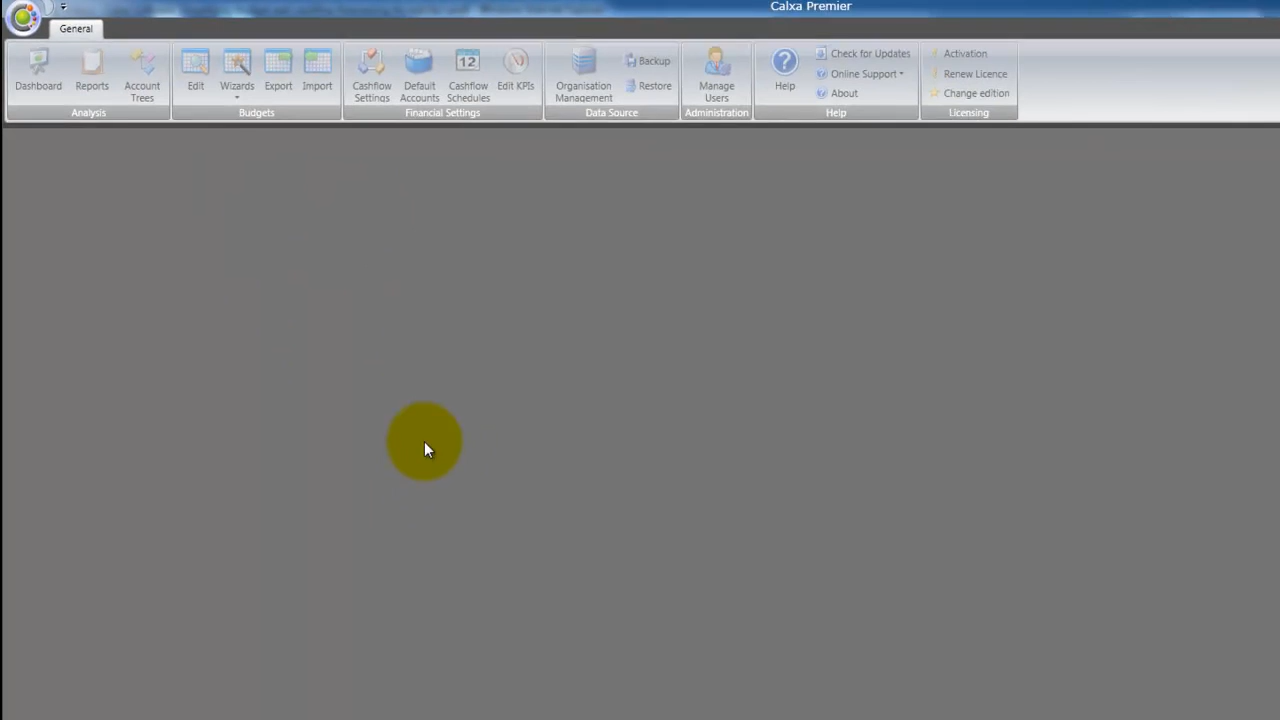 Calxa Premier
General
Dashboard
Reports
Account Trees
Analysis
Edit
Wizards
Export
Import
Budgets
Cashflow Settings
Default Accounts
Cashflow Schedules
12
Edit KPIs
Financial Settings
Organisation Management
Backup
Restore
Data Source
Manage Users
Administration
Help
Check for Updates
Online Support
About
Help
Activation
Renew Licence
Change edition
Licensing